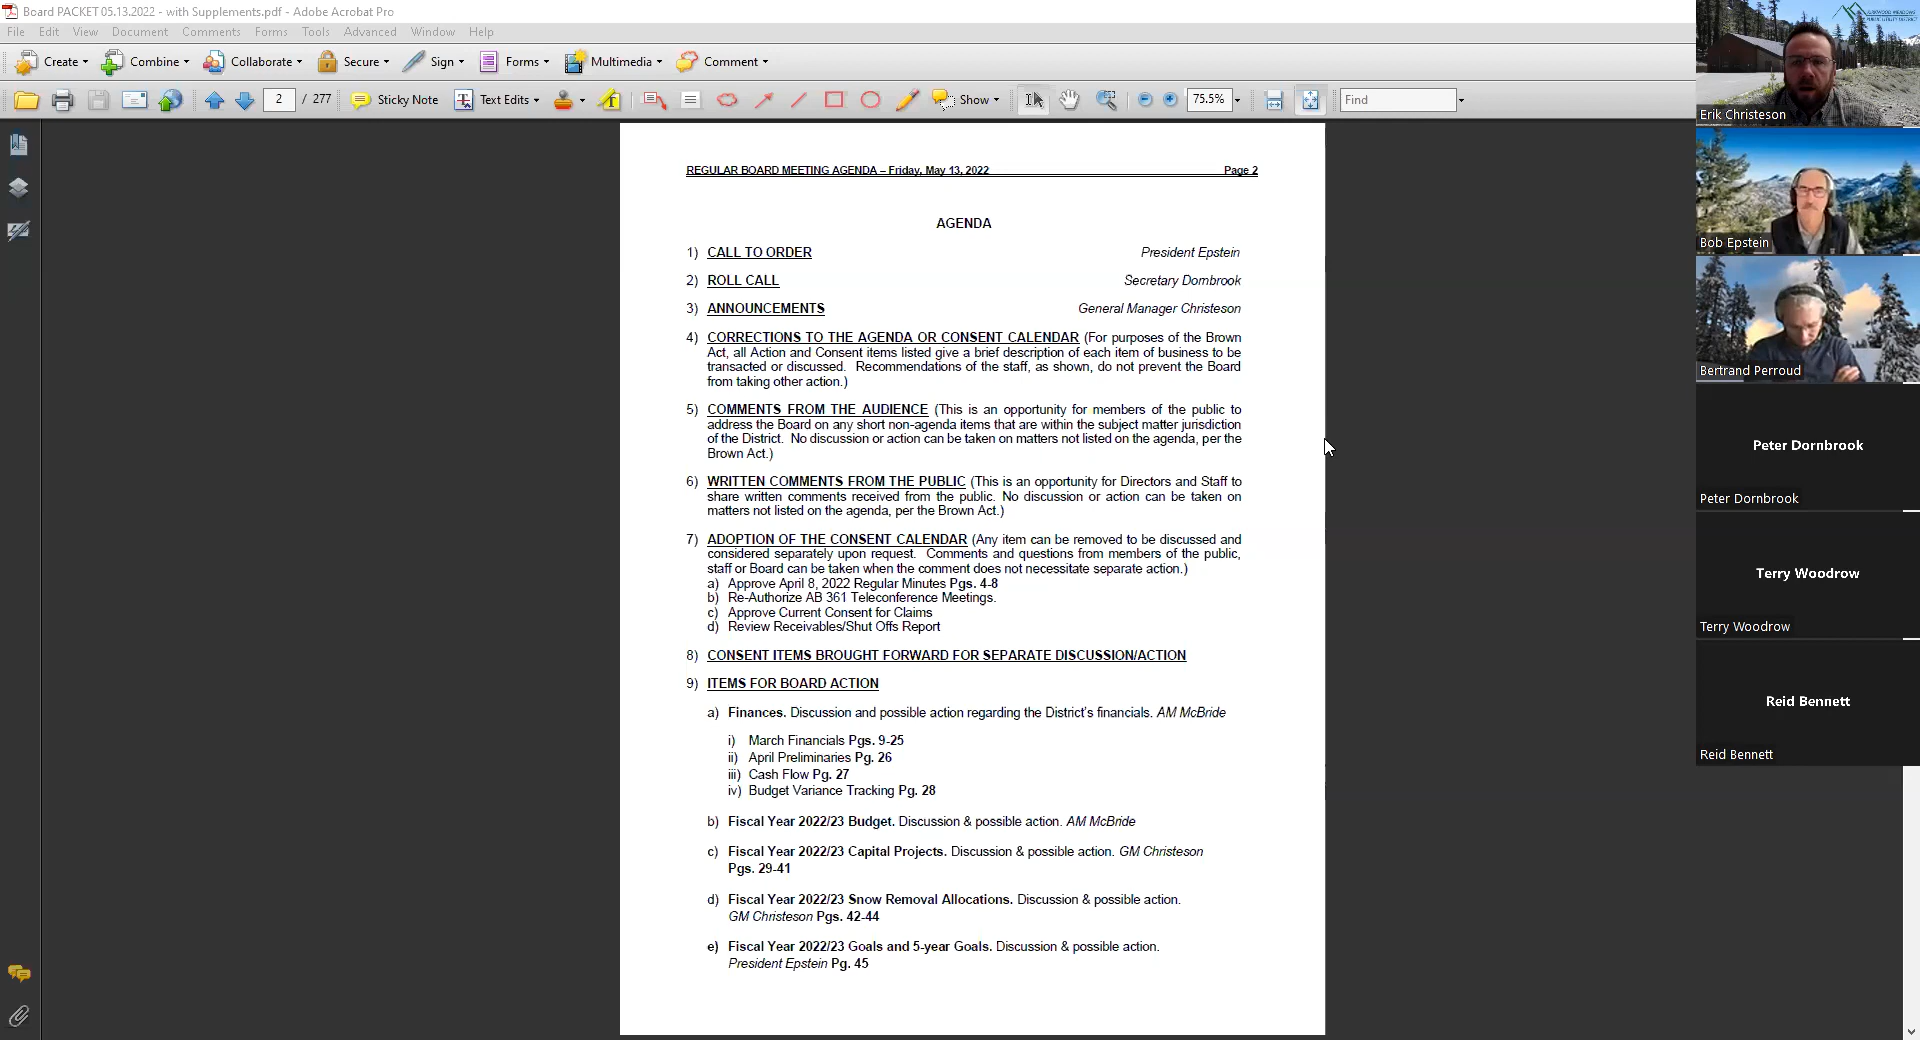 Board PACKET 05.13.2022 - with Supplements.pdf - Adobe Acrobat Pro
File Edit View Document Comments Forms Tools Advanced Window Help
Create Combine Collaborate Secure Sign Forms Multimedia Comment
2 / 277 Sticky Note Text Edits Show 75.5% Find
REGULAR BOARD MEETING AGENDA – Friday, May 13, 2022 Page 2
AGENDA
1) CALL TO ORDER President Epstein
2) ROLL CALL Secretary Dornbrook
3) ANNOUNCEMENTS General Manager Christeson
4) CORRECTIONS TO THE AGENDA OR CONSENT CALENDAR (For purposes of the Brown
Act, all Action and Consent items listed give a brief description of each item of business to be
transacted or discussed. Recommendations of the staff, as shown, do not prevent the Board
from taking other action.)
5) COMMENTS FROM THE AUDIENCE (This is an opportunity for members of the public to
address the Board on any short non-agenda items that are within the subject matter jurisdiction
of the District. No discussion or action can be taken on matters not listed on the agenda, per the
Brown Act.)
6) WRITTEN COMMENTS FROM THE PUBLIC (This is an opportunity for Directors and Staff to
share written comments received from the public. No discussion or action can be taken on
matters not listed on the agenda, per the Brown Act.)
7) ADOPTION OF THE CONSENT CALENDAR (Any item can be removed to be discussed and
considered separately upon request. Comments and questions from members of the public,
staff or Board can be taken when the comment does not necessitate separate action.)
a) Approve April 8, 2022 Regular Minutes Pgs. 4-8
b) Re-Authorize AB 361 Teleconference Meetings.
c) Approve Current Consent for Claims
d) Review Receivables/Shut Offs Report
8) CONSENT ITEMS BROUGHT FORWARD FOR SEPARATE DISCUSSION/ACTION
9) ITEMS FOR BOARD ACTION
a) Finances. Discussion and possible action regarding the District's financials. AM McBride
i) March Financials Pgs. 9-25
ii) April Preliminaries Pg. 26
iii) Cash Flow Pg. 27
iv) Budget Variance Tracking Pg. 28
b) Fiscal Year 2022/23 Budget. Discussion & possible action. AM McBride
c) Fiscal Year 2022/23 Capital Projects. Discussion & possible action. GM Christeson
Pgs. 29-41
d) Fiscal Year 2022/23 Snow Removal Allocations. Discussion & possible action.
GM Christeson Pgs. 42-44
e) Fiscal Year 2022/23 Goals and 5-year Goals. Discussion & possible action.
President Epstein Pg. 45
KIRKWOOD MEADOWS
PUBLIC UTILITY DISTRICT
Erik Christeson
Bob Epstein
Bertrand Perroud
Peter Dornbrook
Peter Dornbrook
Terry Woodrow
Terry Woodrow
Reid Bennett
Reid Bennett